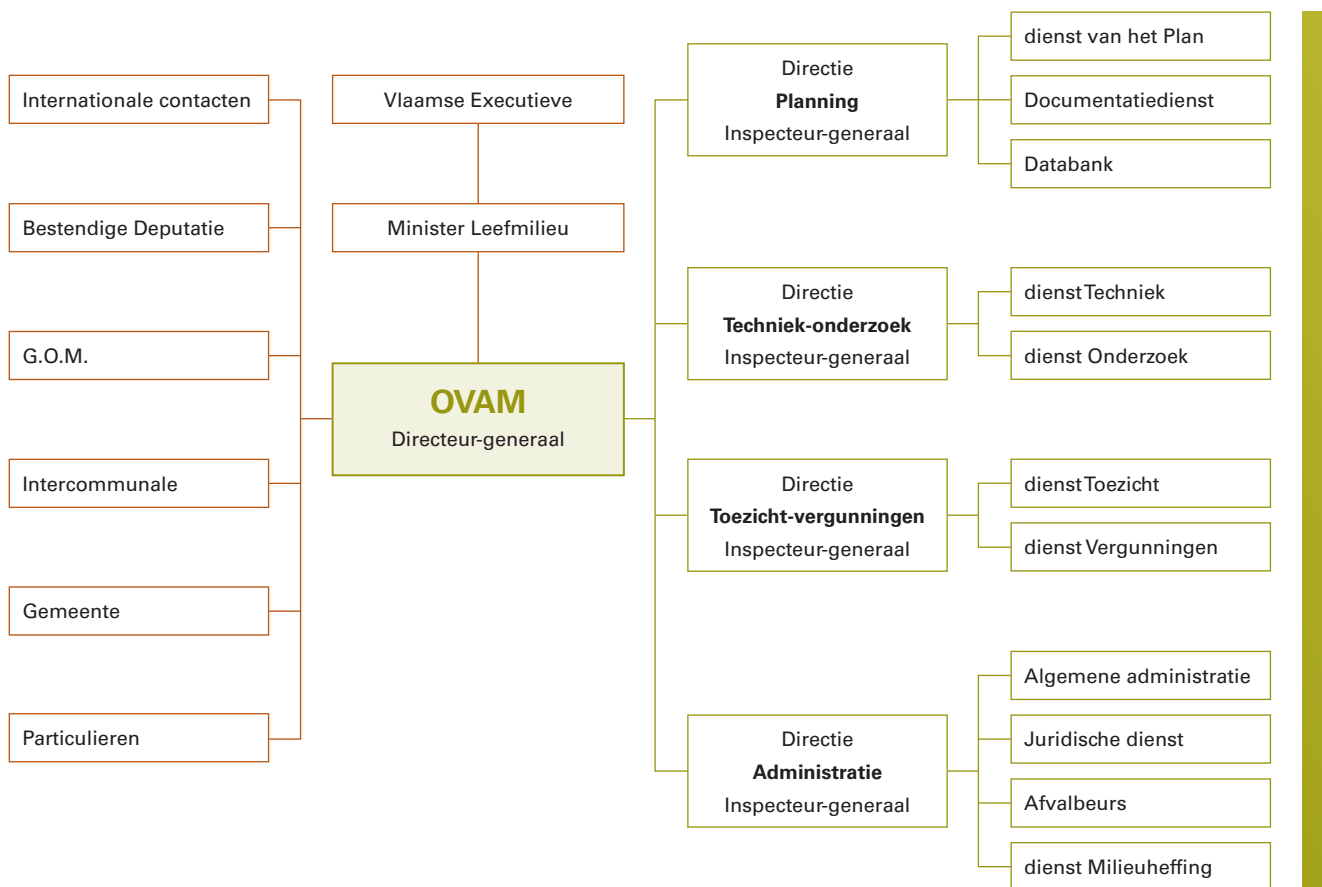 Internationale contacten
Bestendige Deputatie
G.O.M.
Intercommunale
Gemeente
Particulieren
Vlaamse Executieve
Minister Leefmilieu
OVAM
Directeur-generaal
Directie
Planning
Inspecteur-generaal
dienst van het Plan
Documentatiedienst
Databank
Directie
Techniek-onderzoek
Inspecteur-generaal
dienst Techniek
dienst Onderzoek
Directie
Toezicht-vergunningen
Inspecteur-generaal
dienst Toezicht
dienst Vergunningen
Directie
Administratie
Inspecteur-generaal
Algemene administratie
Juridische dienst
Afvalbeurs
dienst Milieuheffing